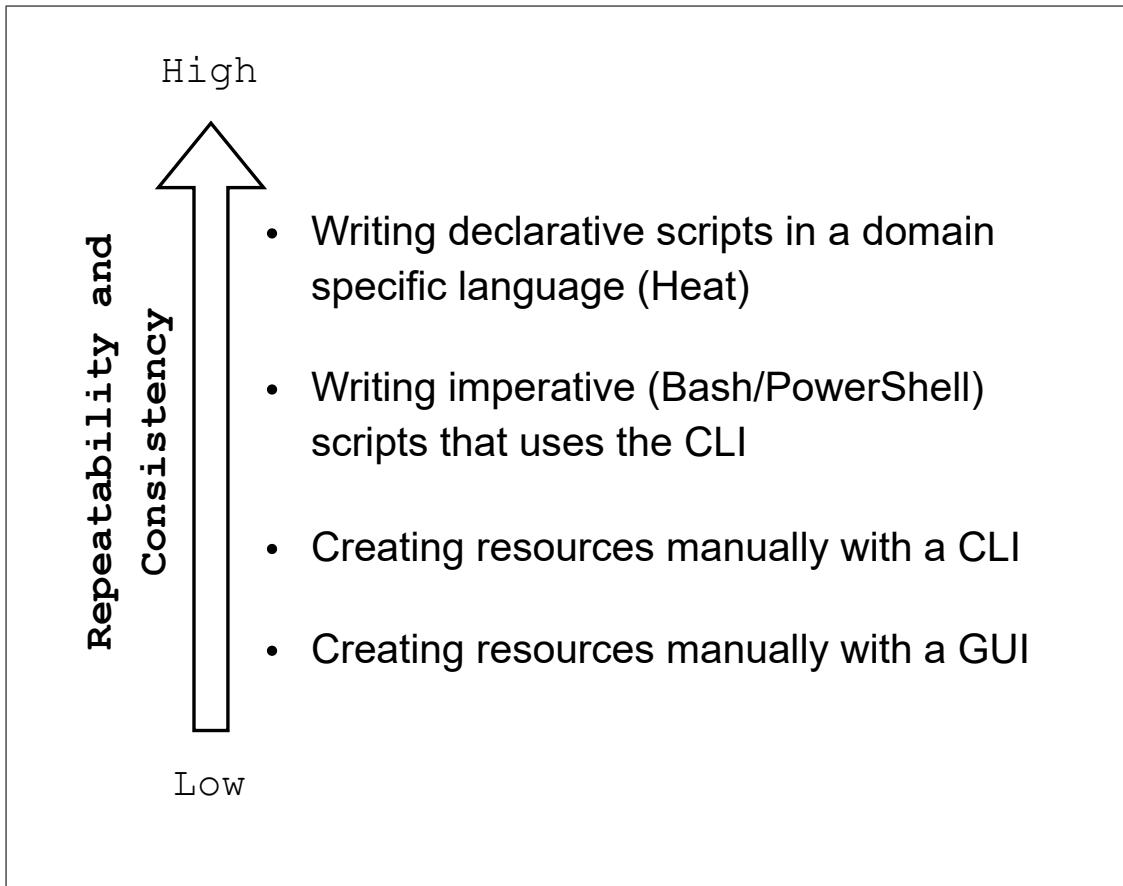 High
Repeatability and
Consistency
• Writing declarative scripts in a domain
specific language (Heat)
• Writing imperative (Bash/PowerShell)
scripts that uses the CLI
• Creating resources manually with a CLI
• Creating resources manually with a GUI
Low